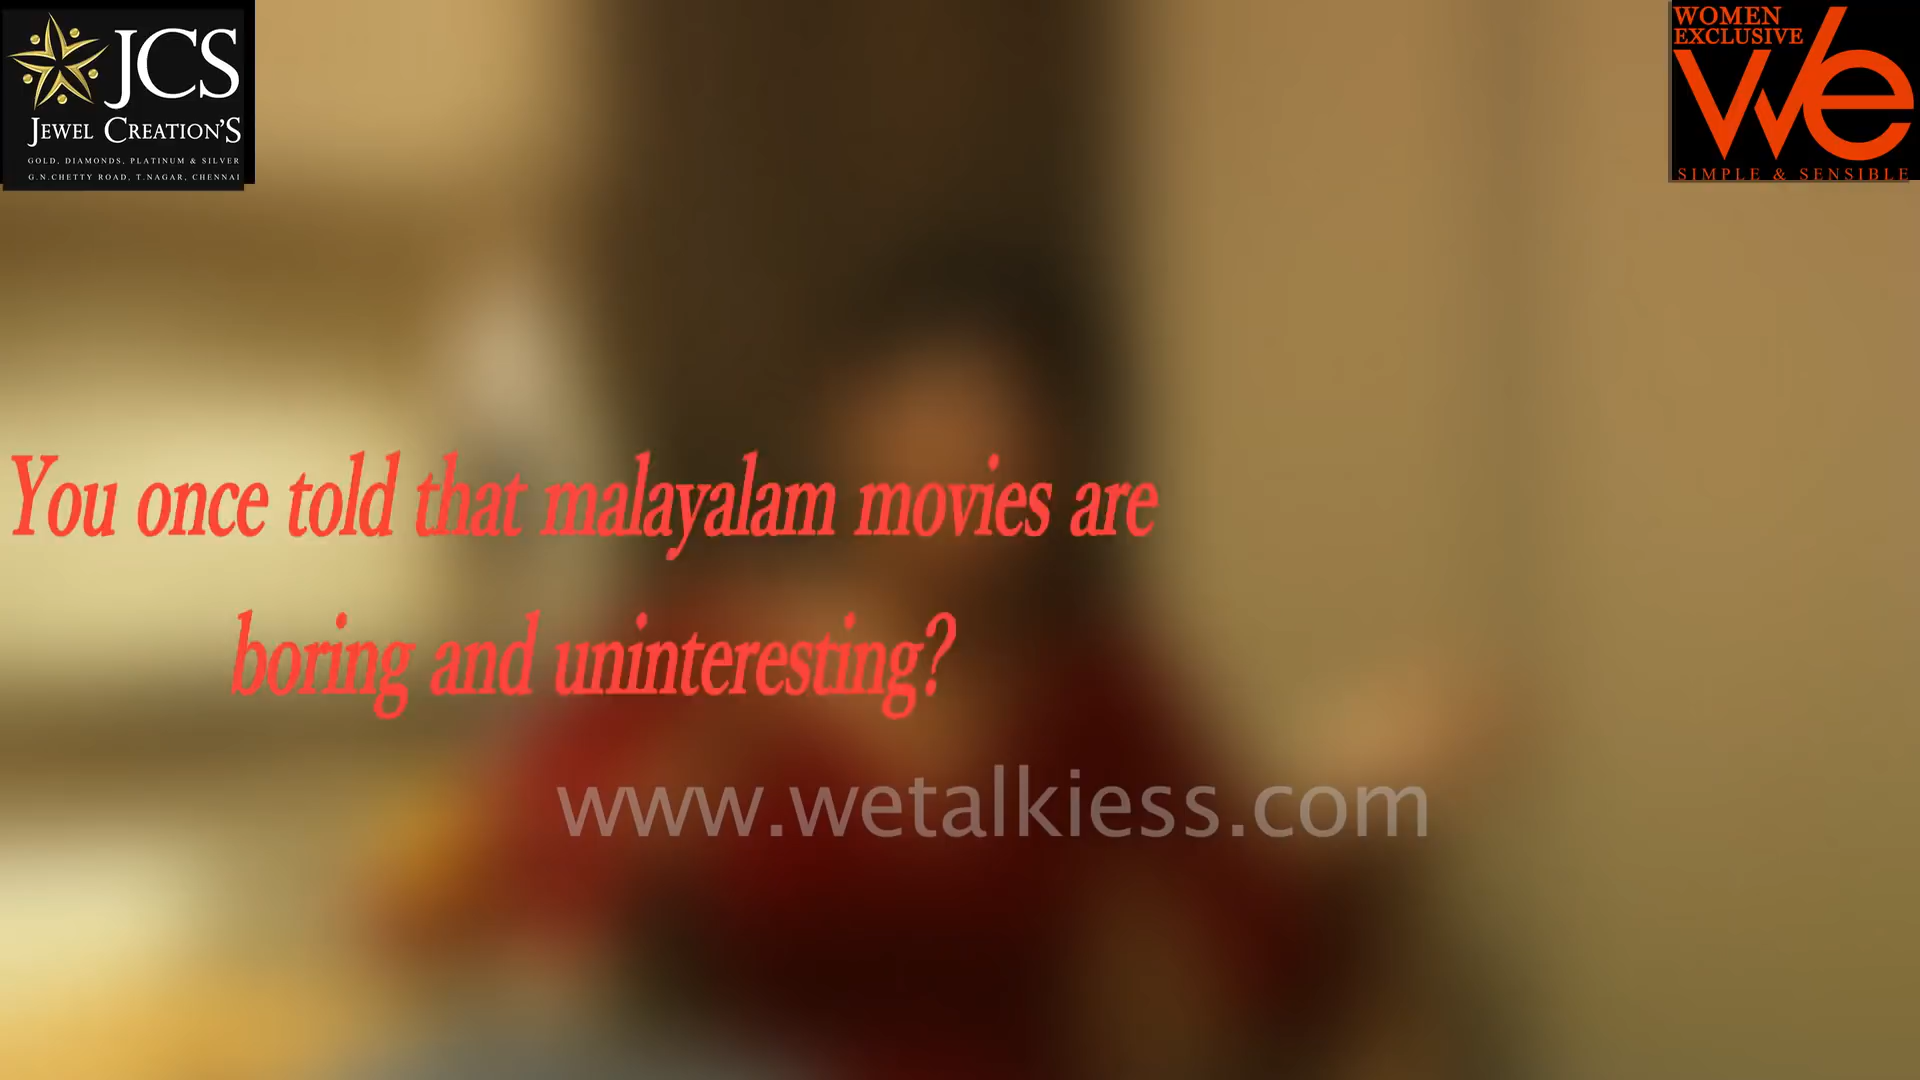 JCS
JEWEL CREATION'S
GOLD, DIAMONDS, PLATINUM & SILVER
G.N.CHETTY ROAD, T.NAGAR, CHENNAI
WOMEN
EXCLUSIVE
We
SIMPLE & SENSIBLE
You once told that malayalam movies are
boring and uninteresting?
www.wetalkiess.com